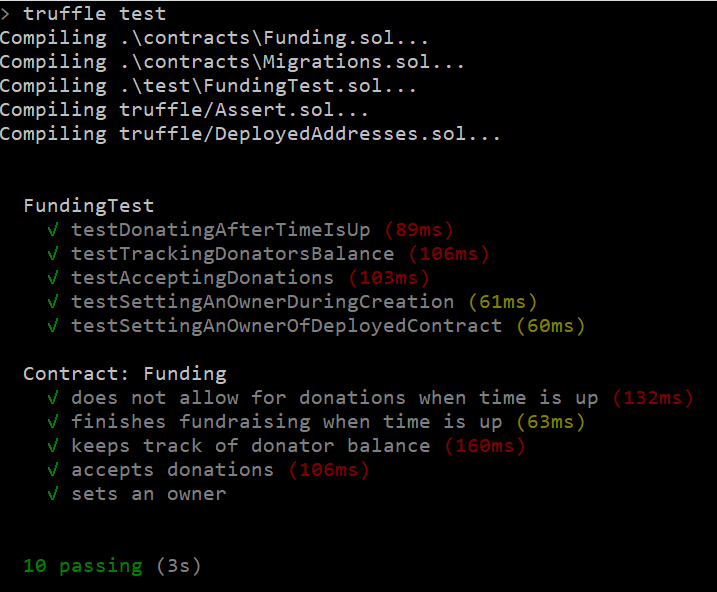 > truffle test
Compiling .\contracts\Funding.sol...
Compiling .\contracts\Migrations.sol...
Compiling .\test\FundingTest.sol...
Compiling truffle/Assert.sol...
Compiling truffle/DeployedAddresses.sol...
FundingTest
√ testDonatingAfterTimeIsUp (89ms)
√ testTrackingDonatorsBalance (106ms)
√ testAcceptingDonations (103ms)
√ testSettingAnOwnerDuringCreation (61ms)
√ testSettingAnOwnerOfDeployedContract (60ms)
Contract: Funding
√ does not allow for donations when time is up (132ms)
√ finishes fundraising when time is up (63ms)
√ keeps track of donator balance (160ms)
√ accepts donations (106ms)
√ sets an owner
10 passing (3s)